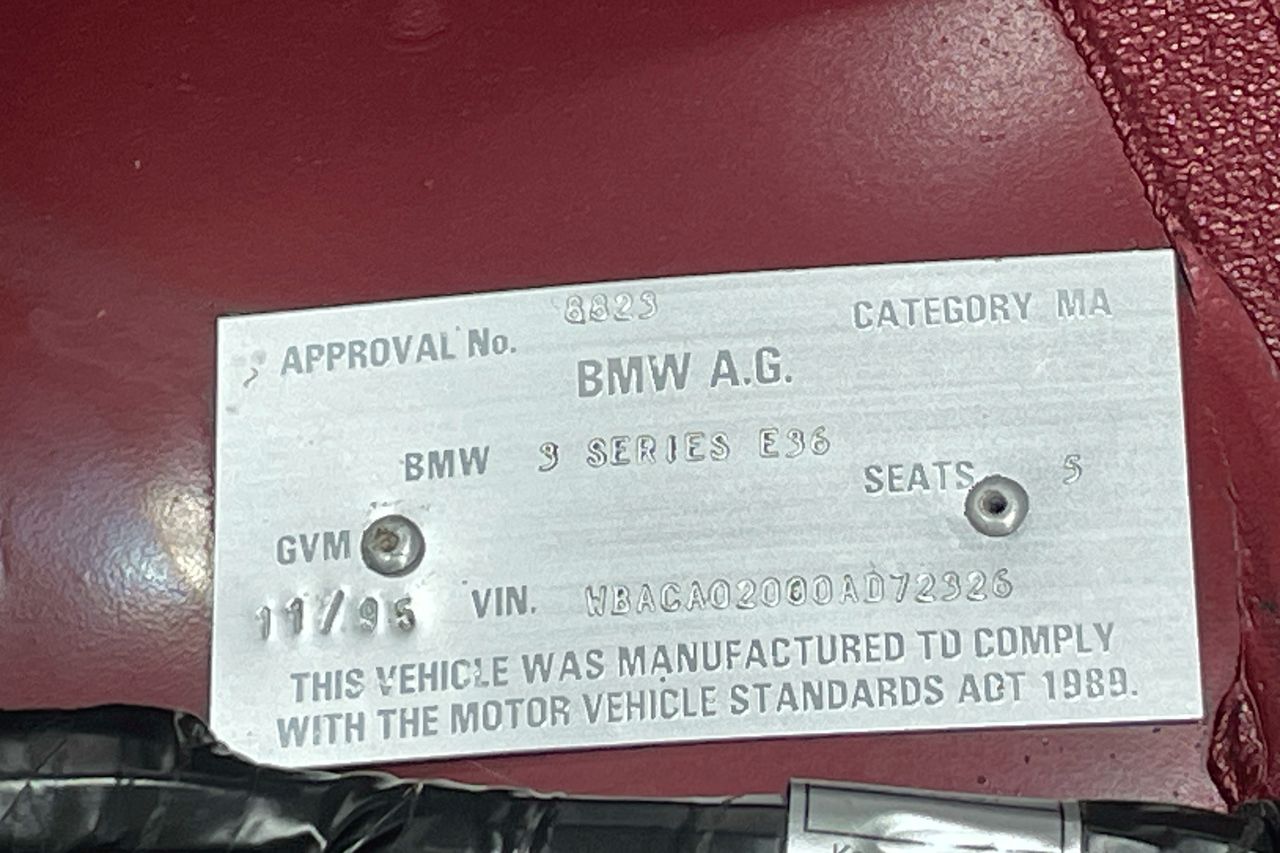 8823
APPROVAL No.
CATEGORY MA
BMW A.G.
BMW 3 SERIES E36
SEATS 5
GVM
11/95 VIN. WBACA02000AD72326
THIS VEHICLE WAS MANUFACTURED TO COMPLY
WITH THE MOTOR VEHICLE STANDARDS ACT 1989.